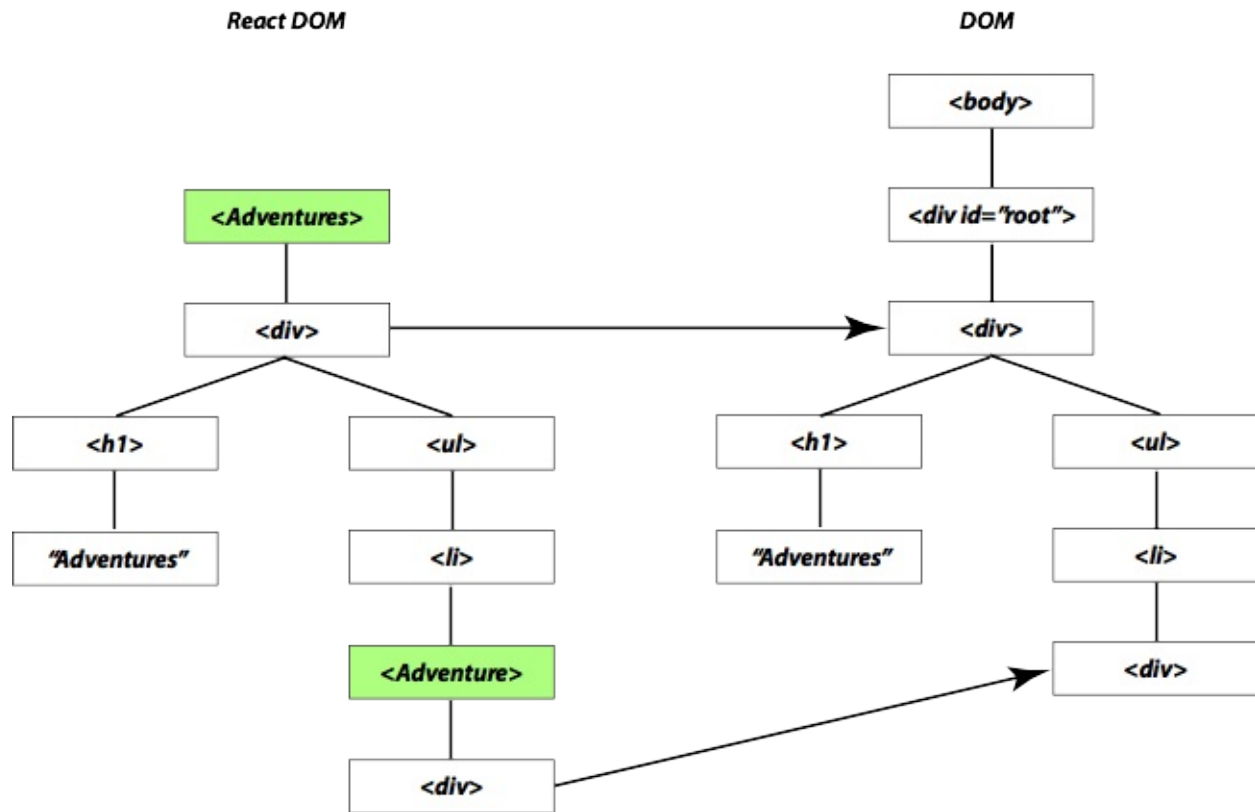 React DOM
DOM
<body>
<Adventures>
<div id="root">
<div>
<div>
<h1>
<ul>
<h1>
<ul>
“Adventures”
<li>
“Adventures”
<li>
<Adventure>
<div>
<div>